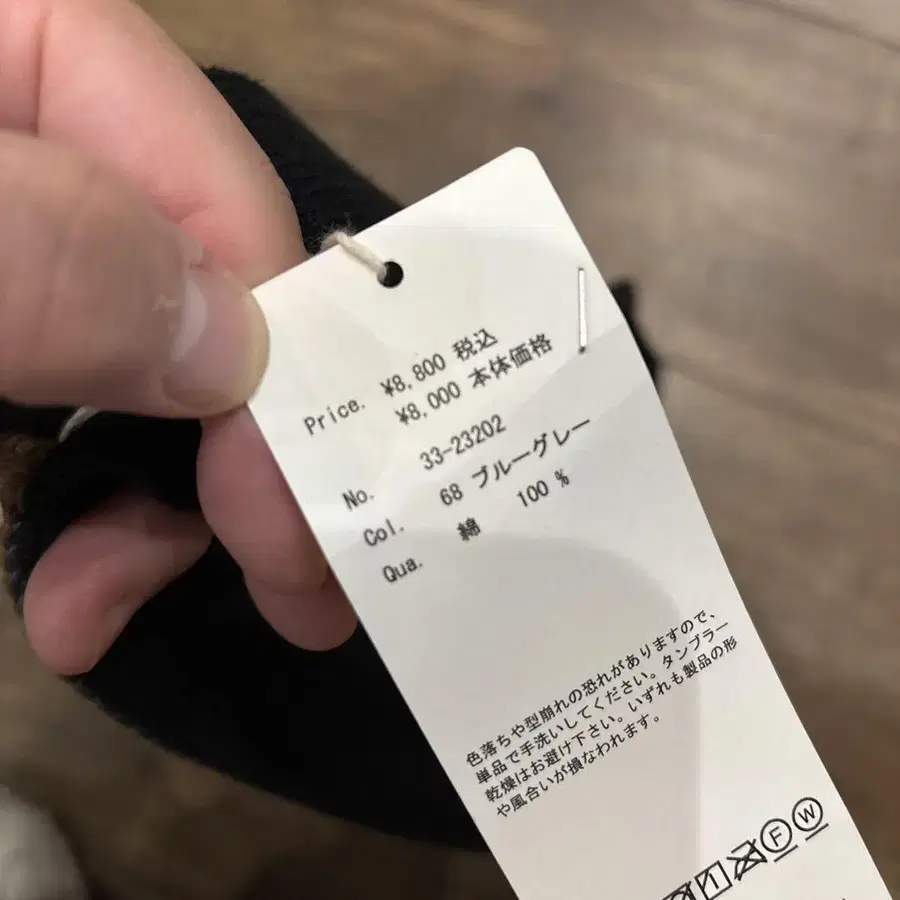 Price. ¥8,800 税込
¥8,000 本体価格
No. 33-23202
Col. 68 ブルーグレー
Qua. 綿 100 %
色落ちや型崩れの恐れがありますので、
単品で手洗いしてください。タンブラー
乾燥はお避け下さい。いずれも製品の形
や風合いが損なわれます。
F W